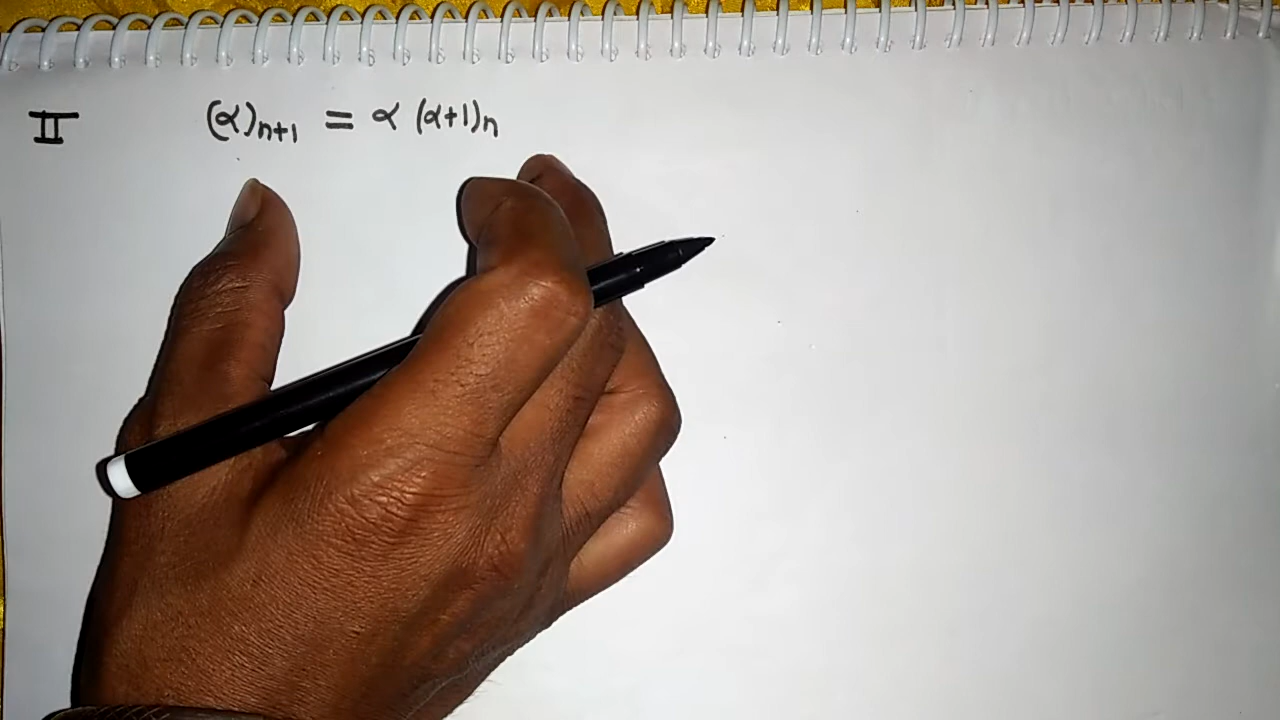 II (α)n+1 = α (α+1)n